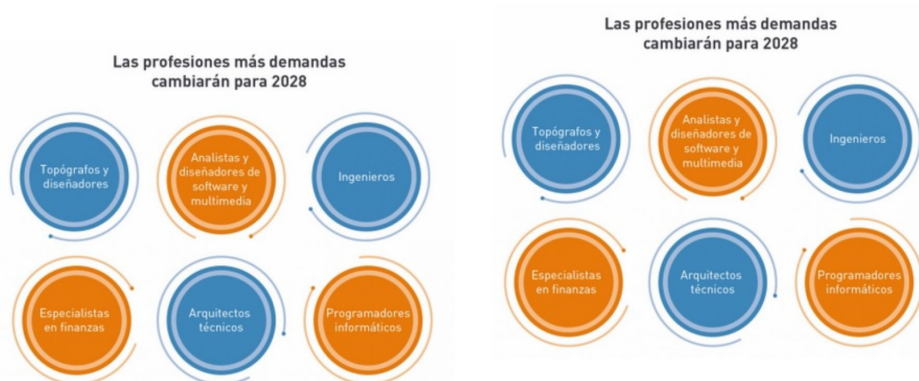 Las profesiones más demandas
cambiarán para 2028
Topógrafos y
diseñadores
Analistas y
diseñadores de
software y
multimedia
Ingenieros
Especialistas
en finanzas
Arquitectos
técnicos
Programadores
informáticos
Las profesiones más demandas
cambiarán para 2028
Topógrafos y
diseñadores
Analistas y
diseñadores de
software y
multimedia
Ingenieros
Especialistas
en finanzas
Arquitectos
técnicos
Programadores
informáticos